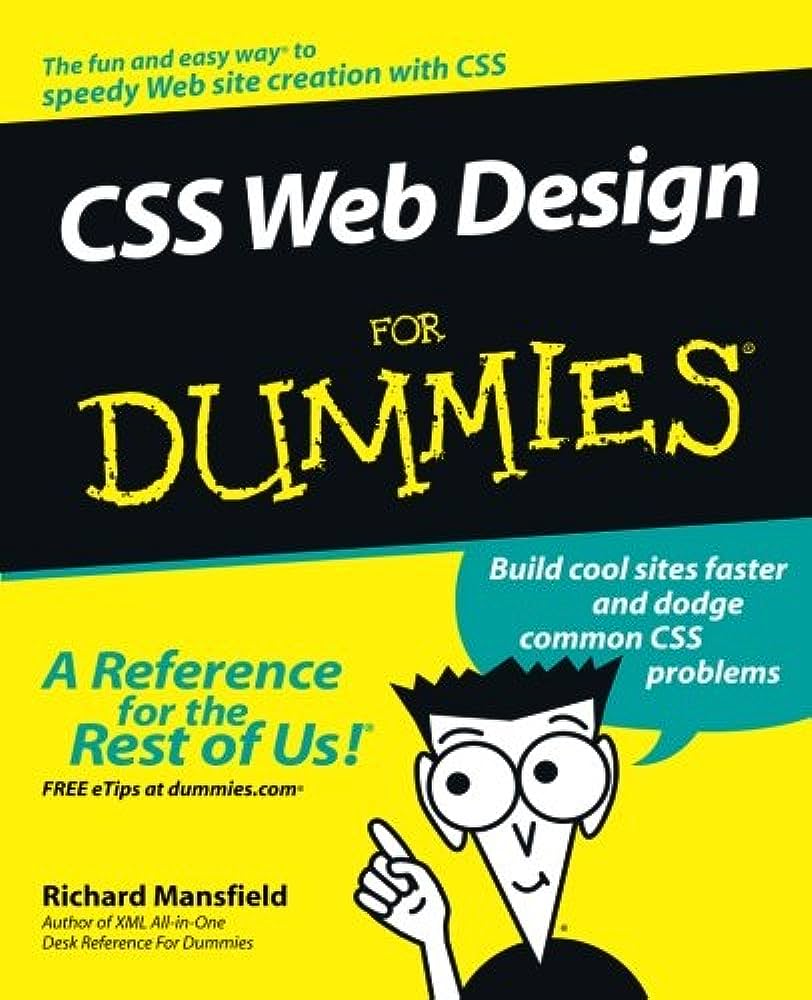 The fun and easy way® to
speedy Web site creation with CSS
CSS Web Design
FOR
DUMMIES®
Build cool sites faster
and dodge
common CSS
problems
A Reference
for the
Rest of Us!®
FREE eTips at dummies.com®
Richard Mansfield
Author of XML All-in-One
Desk Reference For Dummies
®